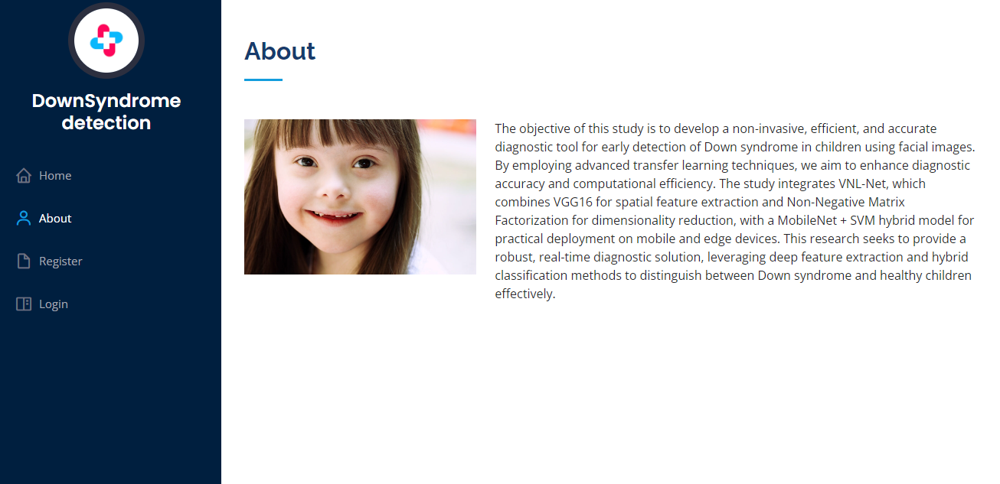 DownSyndrome
detection
Home
About
Register
Login
About
The objective of this study is to develop a non-invasive, efficient, and accurate
diagnostic tool for early detection of Down syndrome in children using facial images.
By employing advanced transfer learning techniques, we aim to enhance diagnostic
accuracy and computational efficiency. The study integrates VNL-Net, which
combines VGG16 for spatial feature extraction and Non-Negative Matrix
Factorization for dimensionality reduction, with a MobileNet + SVM hybrid model for
practical deployment on mobile and edge devices. This research seeks to provide a
robust, real-time diagnostic solution, leveraging deep feature extraction and hybrid
classification methods to distinguish between Down syndrome and healthy children
effectively.